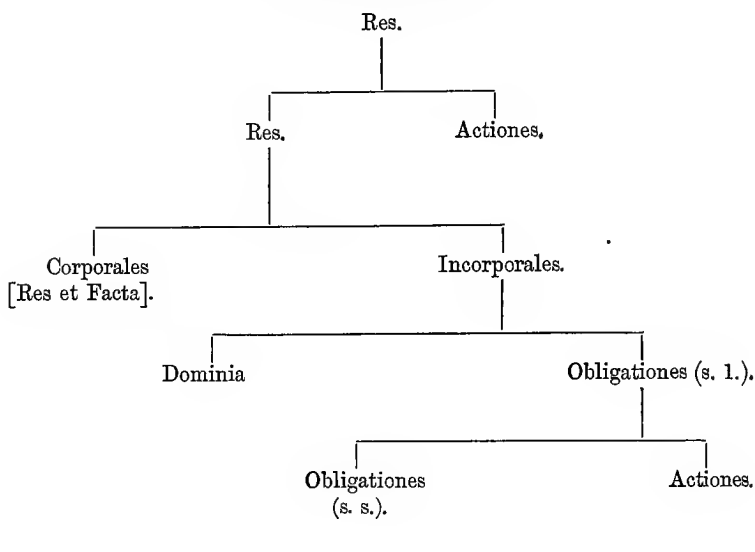 Res.
Res. Actiones.
Corporales Incorporales.
[Res et Facta].
Dominia Obligationes (s. l.).
Obligationes Actiones.
(s. s.).